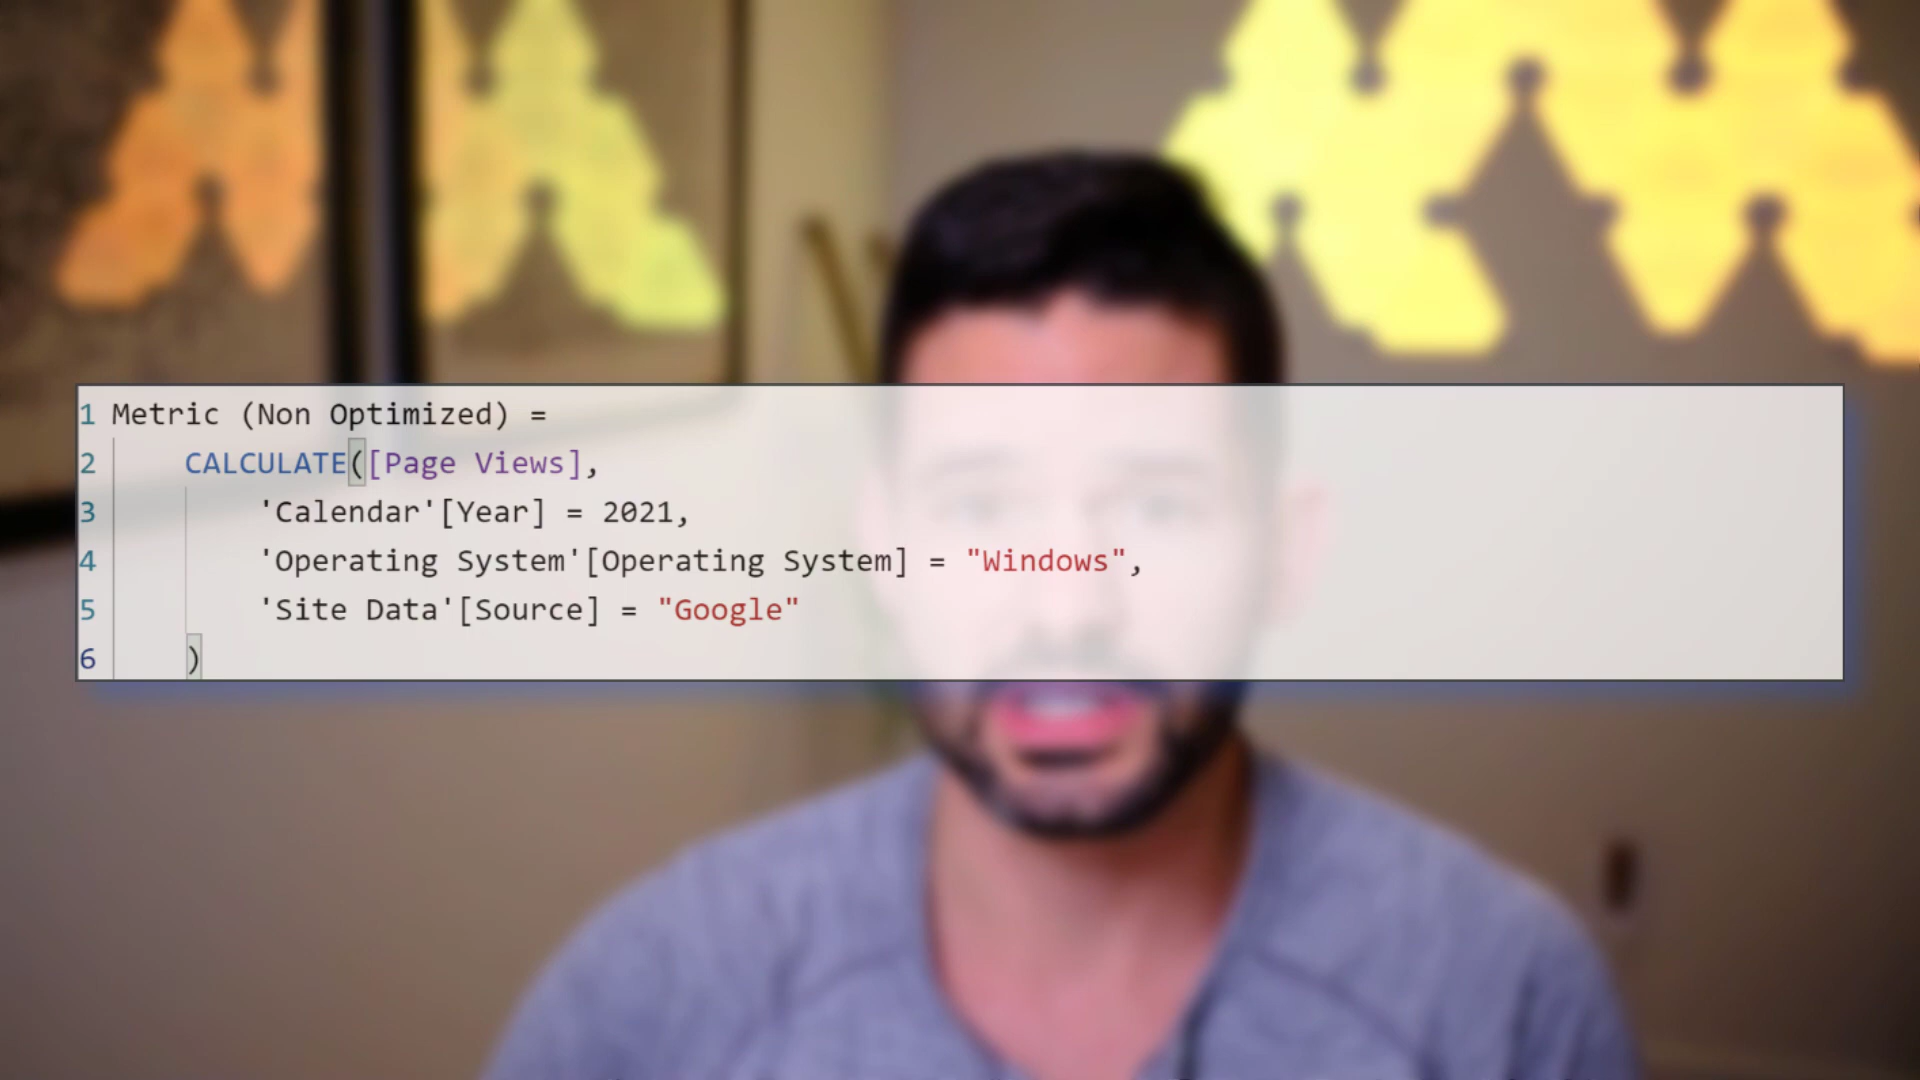 1 Metric (Non Optimized) =
2 CALCULATE([Page Views],
3 'Calendar'[Year] = 2021,
4 'Operating System'[Operating System] = "Windows",
5 'Site Data'[Source] = "Google"
6 )